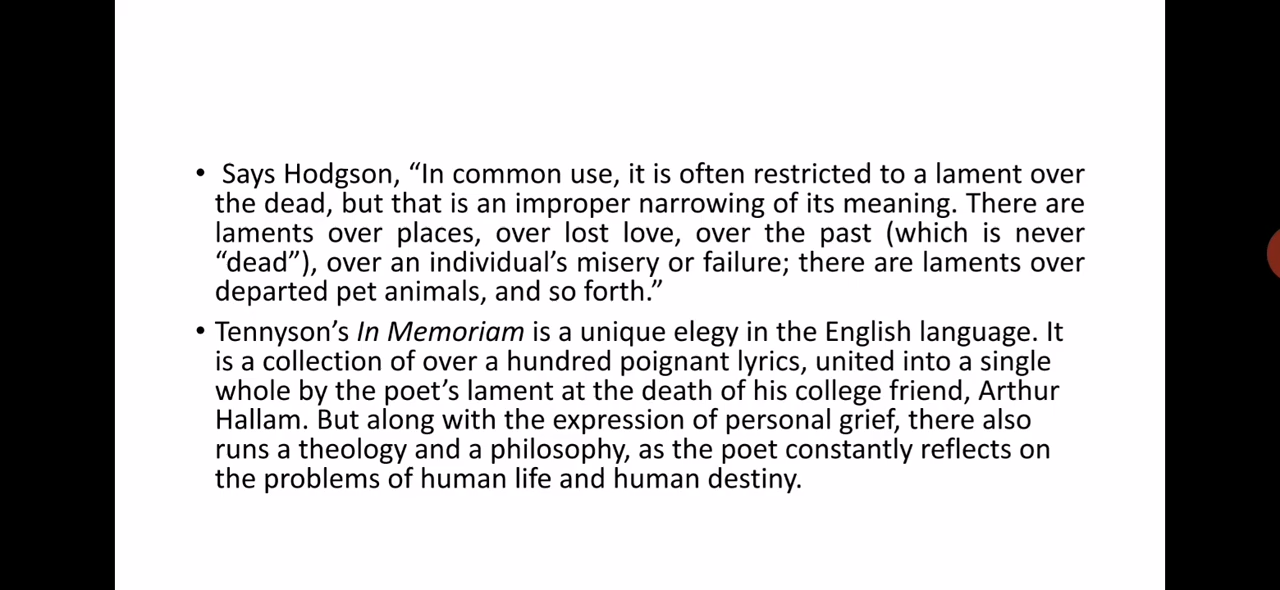 • Says Hodgson, “In common use, it is often restricted to a lament over
the dead, but that is an improper narrowing of its meaning. There are
laments over places, over lost love, over the past (which is never
“dead”), over an individual’s misery or failure; there are laments over
departed pet animals, and so forth.”
• Tennyson’s In Memoriam is a unique elegy in the English language. It
is a collection of over a hundred poignant lyrics, united into a single
whole by the poet’s lament at the death of his college friend, Arthur
Hallam. But along with the expression of personal grief, there also
runs a theology and a philosophy, as the poet constantly reflects on
the problems of human life and human destiny.